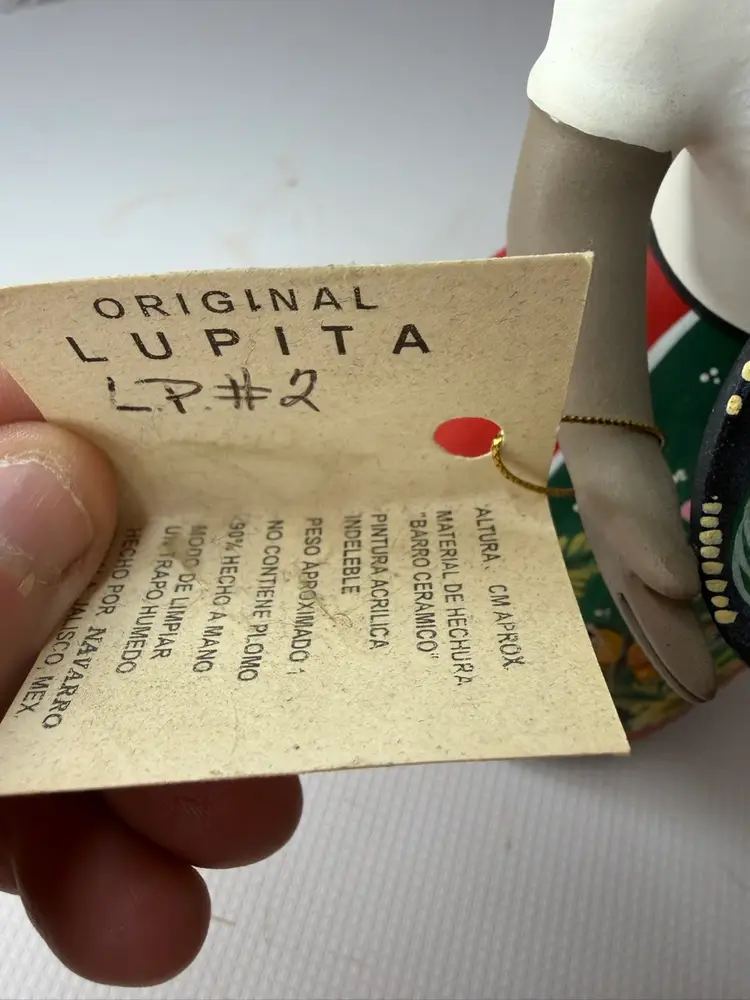 ORIGINAL
LUPITA
L.P. #2
ALTURA CM APROX.
MATERIAL DE HECHURA
"BARRO CERAMICO"
PINTURA ACRILICA
INDELEBLE
PESO APROXIMADO
NO CONTIENE PLOMO
90% HECHO A MANO
MODO DE LIMPIAR
UN TRAPO HUMEDO
HECHO POR NAVARRO
JALISCO, MEX.